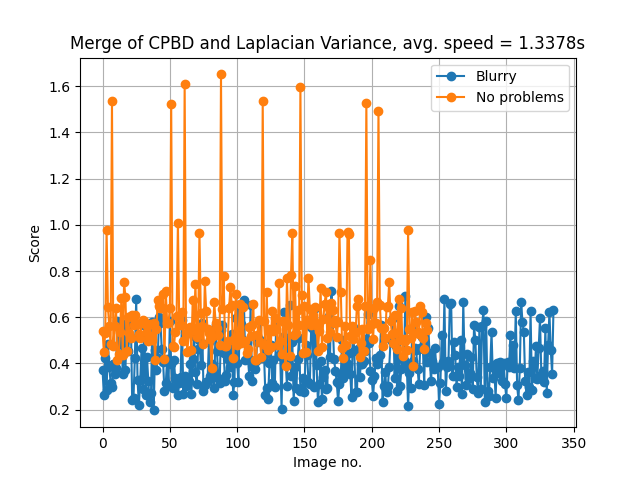 Merge of CPBD and Laplacian Variance, avg. speed = 1.3378s
Blurry
No problems
1.6
1.4
1.2
1.0
0.8
0.6
0.4
0.2
Score
0 50 100 150 200 250 300 350
Image no.